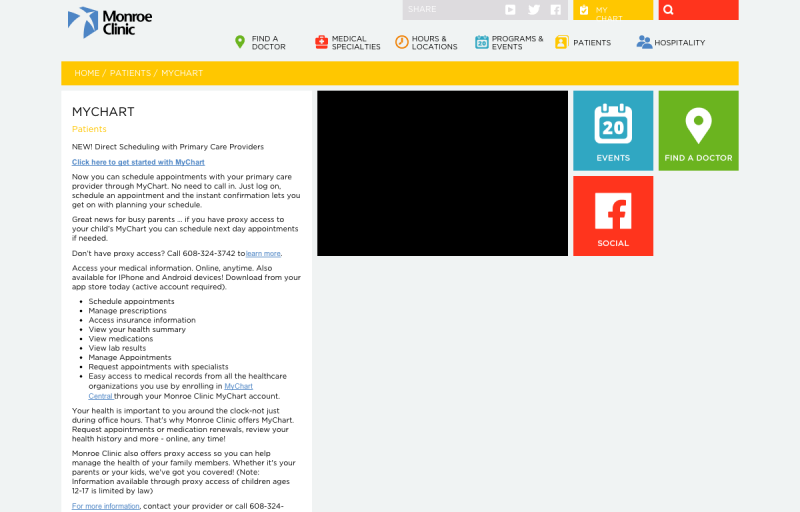 Monroe
Clinic
SHARE
MY
CHART
FIND A
DOCTOR
MEDICAL
SPECIALTIES
HOURS &
LOCATIONS
20
PROGRAMS &
EVENTS
PATIENTS
HOSPITALITY
HOME / PATIENTS / MYCHART
MYCHART
Patients
NEW! Direct Scheduling with Primary Care Providers
Click here to get started with MyChart
Now you can schedule appointments with your primary care
provider through MyChart. No need to call in. Just log on,
schedule an appointment and the instant confirmation lets you
get on with planning your schedule.
Great news for busy parents ... if you have proxy access to
your child's MyChart you can schedule next day appointments
if needed.
Don't have proxy access? Call 608-324-3742 to learn more.
Access your medical information. Online, anytime. Also
available for IPhone and Android devices! Download from your
app store today (active account required).
• Schedule appointments
• Manage prescriptions
• Access insurance information
• View your health summary
• View medications
• View lab results
• Manage Appointments
• Request appointments with specialists
• Easy access to medical records from all the healthcare
organizations you use by enrolling in MyChart
Central through your Monroe Clinic MyChart account.
Your health is important to you around the clock-not just
during office hours. That's why Monroe Clinic offers MyChart.
Request appointments or medication renewals, review your
health history and more - online, any time!
Monroe Clinic also offers proxy access so you can help
manage the health of your family members. Whether it's your
parents or your kids, we've got you covered! (Note:
Information available through proxy access of children ages
12-17 is limited by law)
For more information, contact your provider or call 608-324-
20
EVENTS
FIND A DOCTOR
SOCIAL